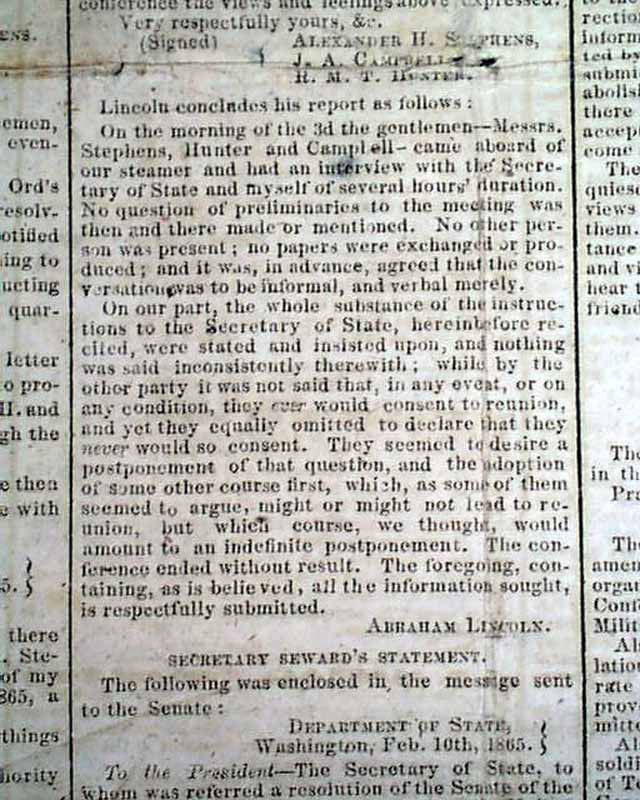 conference the views and feelings above expressed.
Very respectfully yours, &c.
(Signed) ALEXANDER H. STEPHENS,
J. A. CAMPBELL
R. M. T. HUNTER.
Lincoln concludes his report as follows:
On the morning of the 3d the gentlemen—Messrs.
Stephens, Hunter and Campbell—came aboard of
our steamer and had an interview with the Secre-
tary of State and myself of several hours' duration.
No question of preliminaries to the meeting was
then and there made or mentioned. No other per-
son was present; no papers were exchanged or pro-
duced; and it was, in advance, agreed that the con-
versation was to be informal, and verbal merely.
On our part, the whole substance of the instruc-
tions to the Secretary of State, hereinbefore re-
cited, were stated and insisted upon, and nothing
was said inconsistently therewith; while by the
other party it was not said that, in any event, or on
any condition, they ever would consent to reunion,
and yet they equally omitted to declare that they
never would so consent. They seemed to desire a
postponement of that question, and the adoption
of some other course first, which, as some of them
seemed to argue, might or might not lead to re-
union, but which course, we thought, would
amount to an indefinite postponement. The con-
ference ended without result. The foregoing, con-
taining, as is believed, all the information sought,
is respectfully submitted.
ABRAHAM LINCOLN.
SECRETARY SEWARD'S STATEMENT.
The following was enclosed in the message sent
to the Senate:
DEPARTMENT OF STATE,
Washington, Feb. 10th, 1865.
To the President—The Secretary of State, to
whom was referred a resolution of the Senate of the